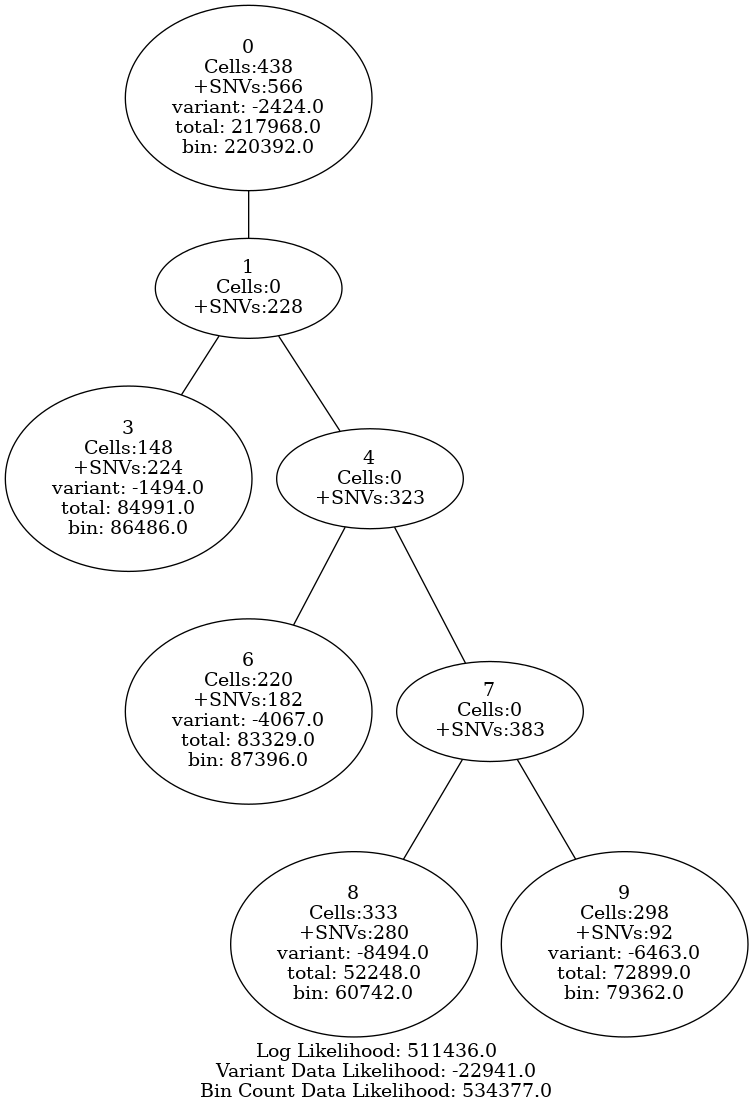 0
Cells:438
+SNVs:566
variant: -2424.0
total: 217968.0
bin: 220392.0
1
Cells:0
+SNVs:228
3
Cells:148
+SNVs:224
variant: -1494.0
total: 84991.0
bin: 86486.0
4
Cells:0
+SNVs:323
6
Cells:220
+SNVs:182
variant: -4067.0
total: 83329.0
bin: 87396.0
7
Cells:0
+SNVs:383
8
Cells:333
+SNVs:280
variant: -8494.0
total: 52248.0
bin: 60742.0
9
Cells:298
+SNVs:92
variant: -6463.0
total: 72899.0
bin: 79362.0
Log Likelihood: 511436.0
Variant Data Likelihood: -22941.0
Bin Count Data Likelihood: 534377.0